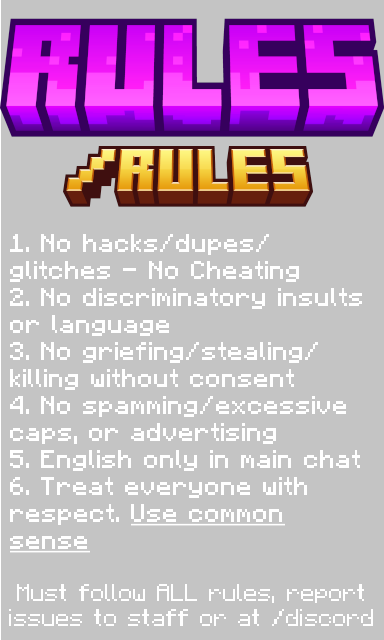 RULES
/RULES
1. No hacks/dupes/
glitches - No Cheating
2. No discriminatory insults
or language
3. No griefing/stealing/
killing without consent
4. No spamming/excessive
caps, or advertising
5. English only in main chat
6. Treat everyone with
respect. Use common
sense
Must follow ALL rules, report
issues to staff or at /discord